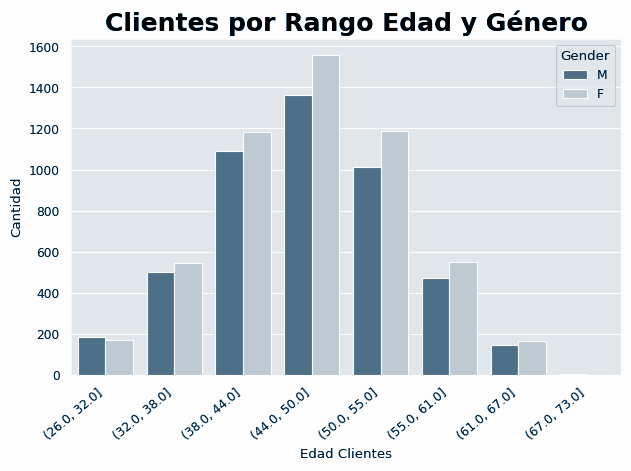 Clientes por Rango Edad y Género
Gender
M
F
Cantidad
1600
1400
1200
1000
800
600
400
200
0
(26.0, 32.0]
(32.0, 38.0]
(38.0, 44.0]
(44.0, 50.0]
(50.0, 55.0]
(55.0, 61.0]
(61.0, 67.0]
(67.0, 73.0]
Edad Clientes